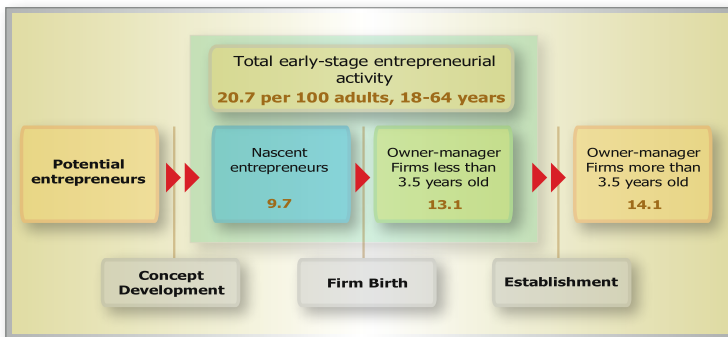 Total early-stage entrepreneurial
activity
20.7 per 100 adults, 18-64 years
Potential
entrepreneurs
Nascent
entrepreneurs
9.7
Owner-manager
Firms less than
3.5 years old
13.1
Owner-manager
Firms more than
3.5 years old
14.1
Concept
Development
Firm Birth
Establishment